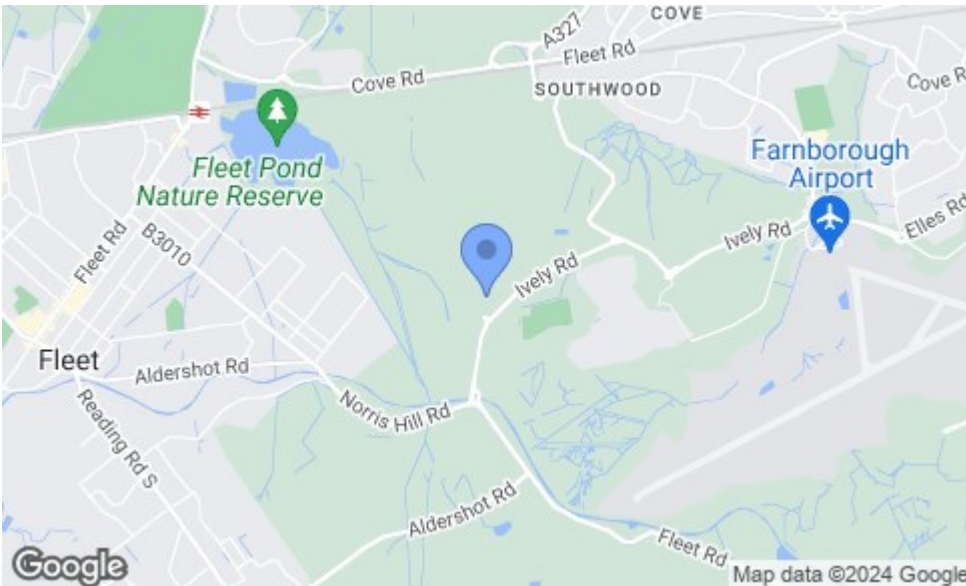 COVE
A327
Fleet Rd
Cove Rd
SOUTHWOOD
Cove R
Fleet Pond
Nature Reserve
Farnborough
Airport
Elles Rd
Ively Rd
B3010
Fleet Rd
Ively Rd
Fleet
Aldershot Rd
Norris Hill Rd
Reading Rd S
Aldershot Rd
Fleet Rd
Google
Map data ©2024 Google